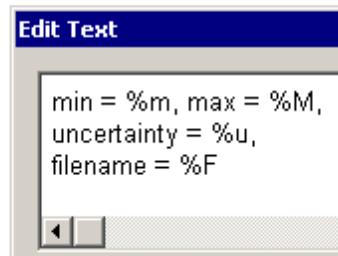 Edit Text
min = %m, max = %M,
uncertainty = %u,
filename = %F